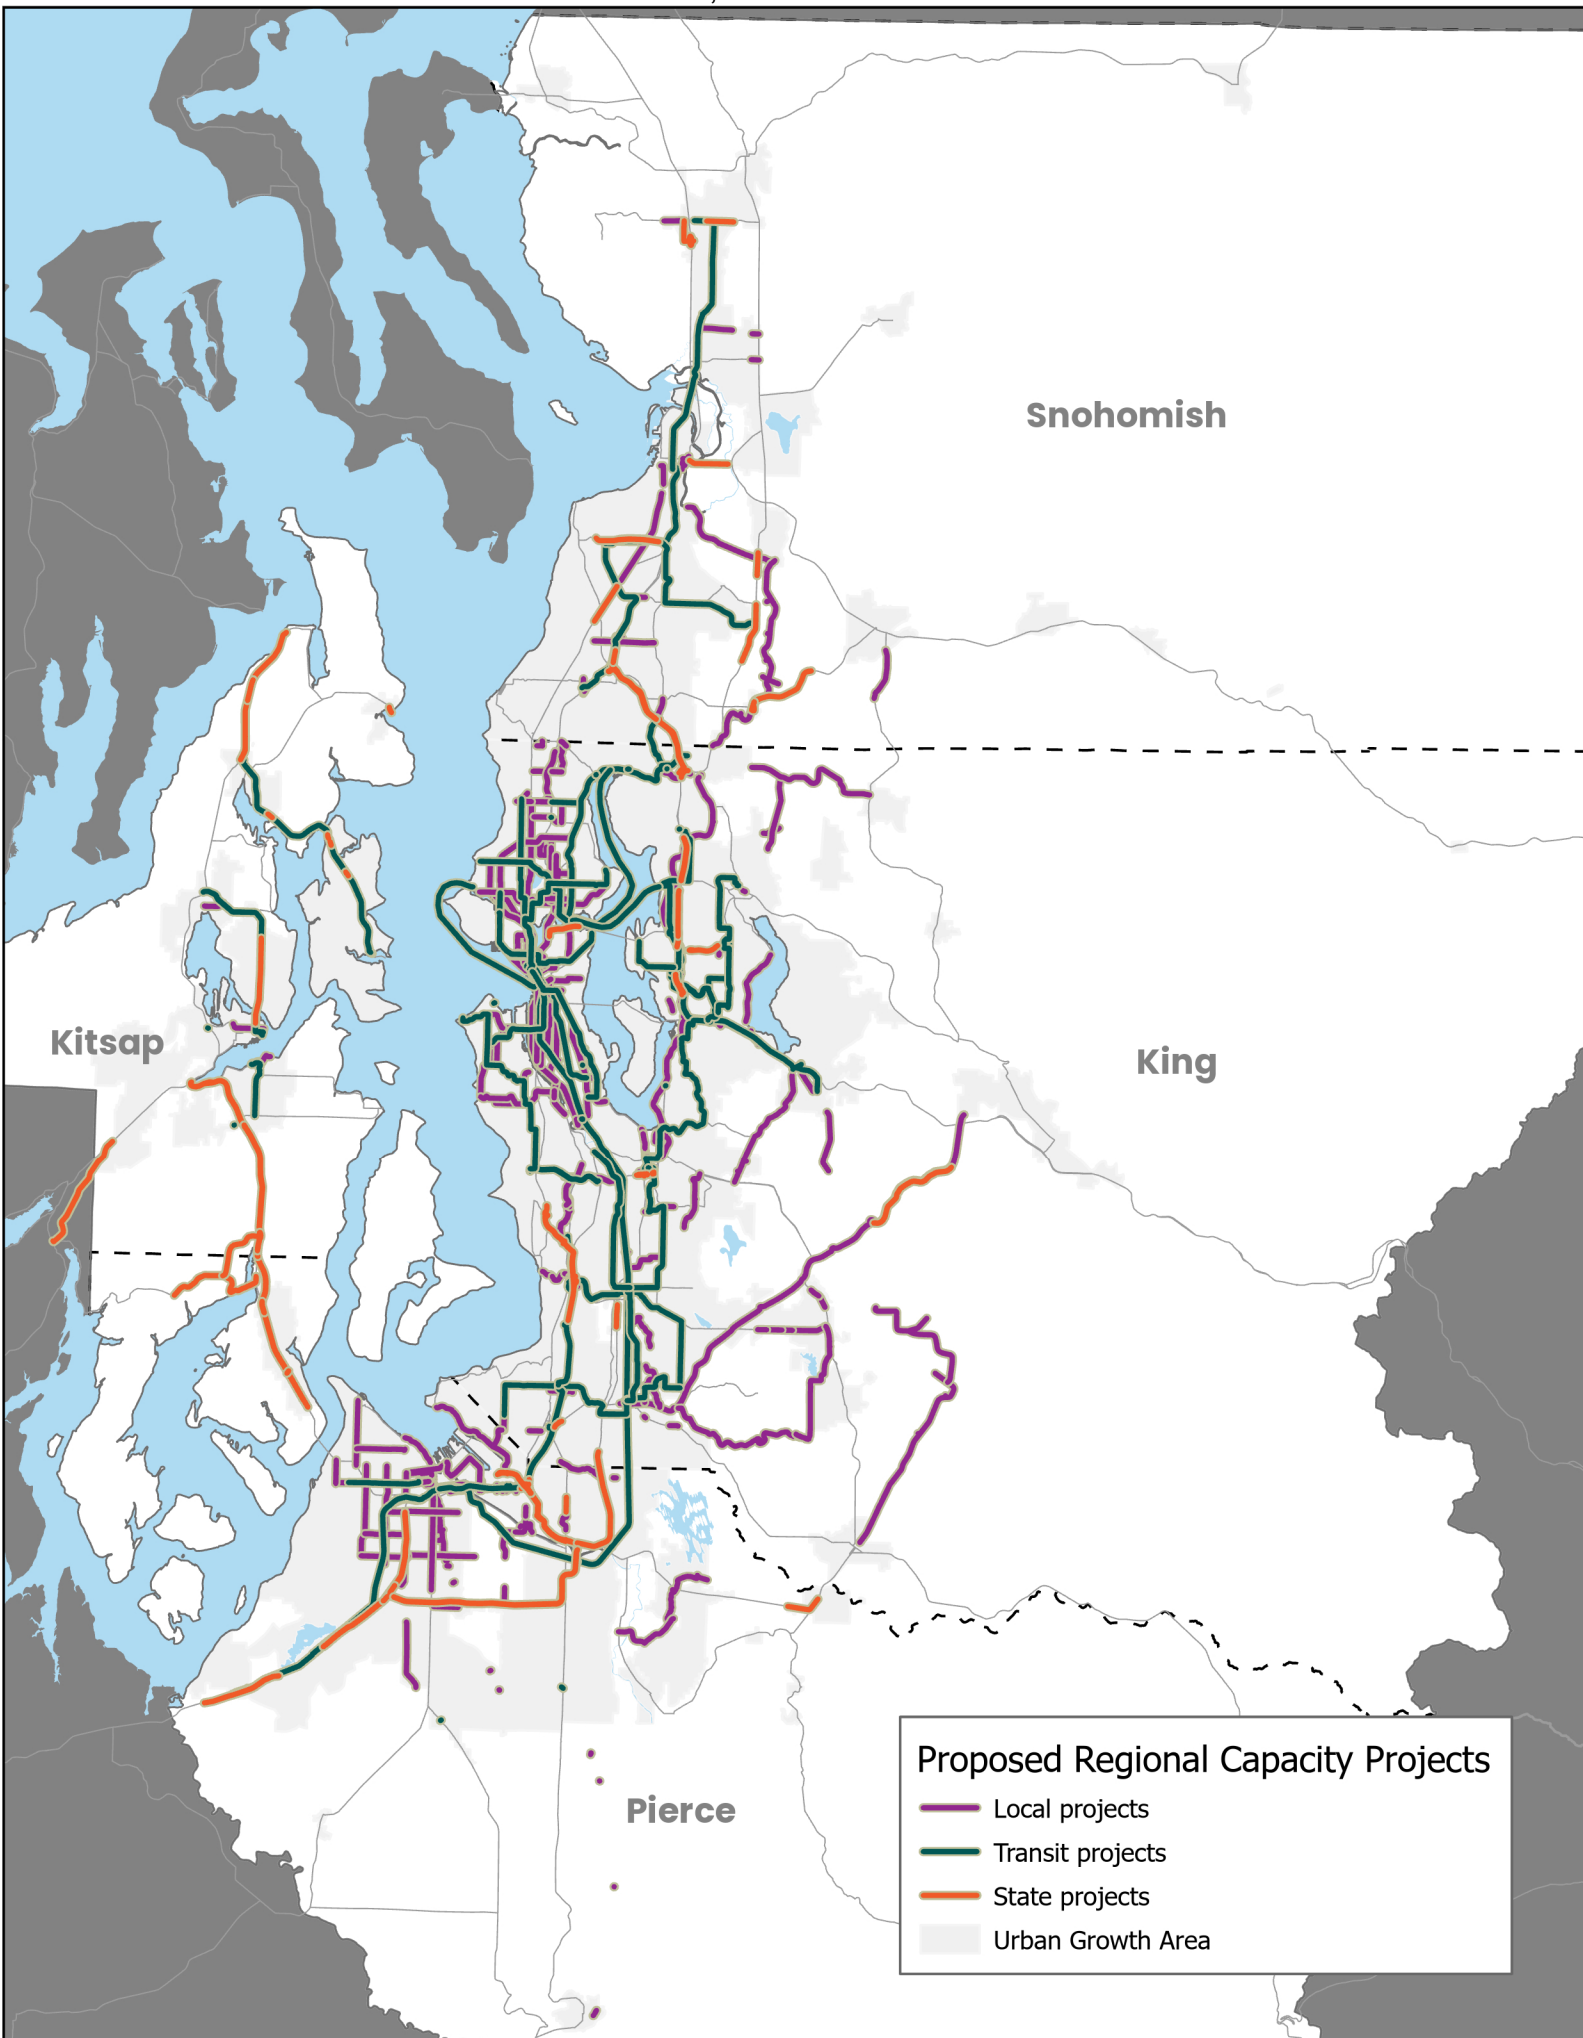 Snohomish
Kitsap
King
Pierce
Proposed Regional Capacity Projects
Local projects
Transit projects
State projects
Urban Growth Area